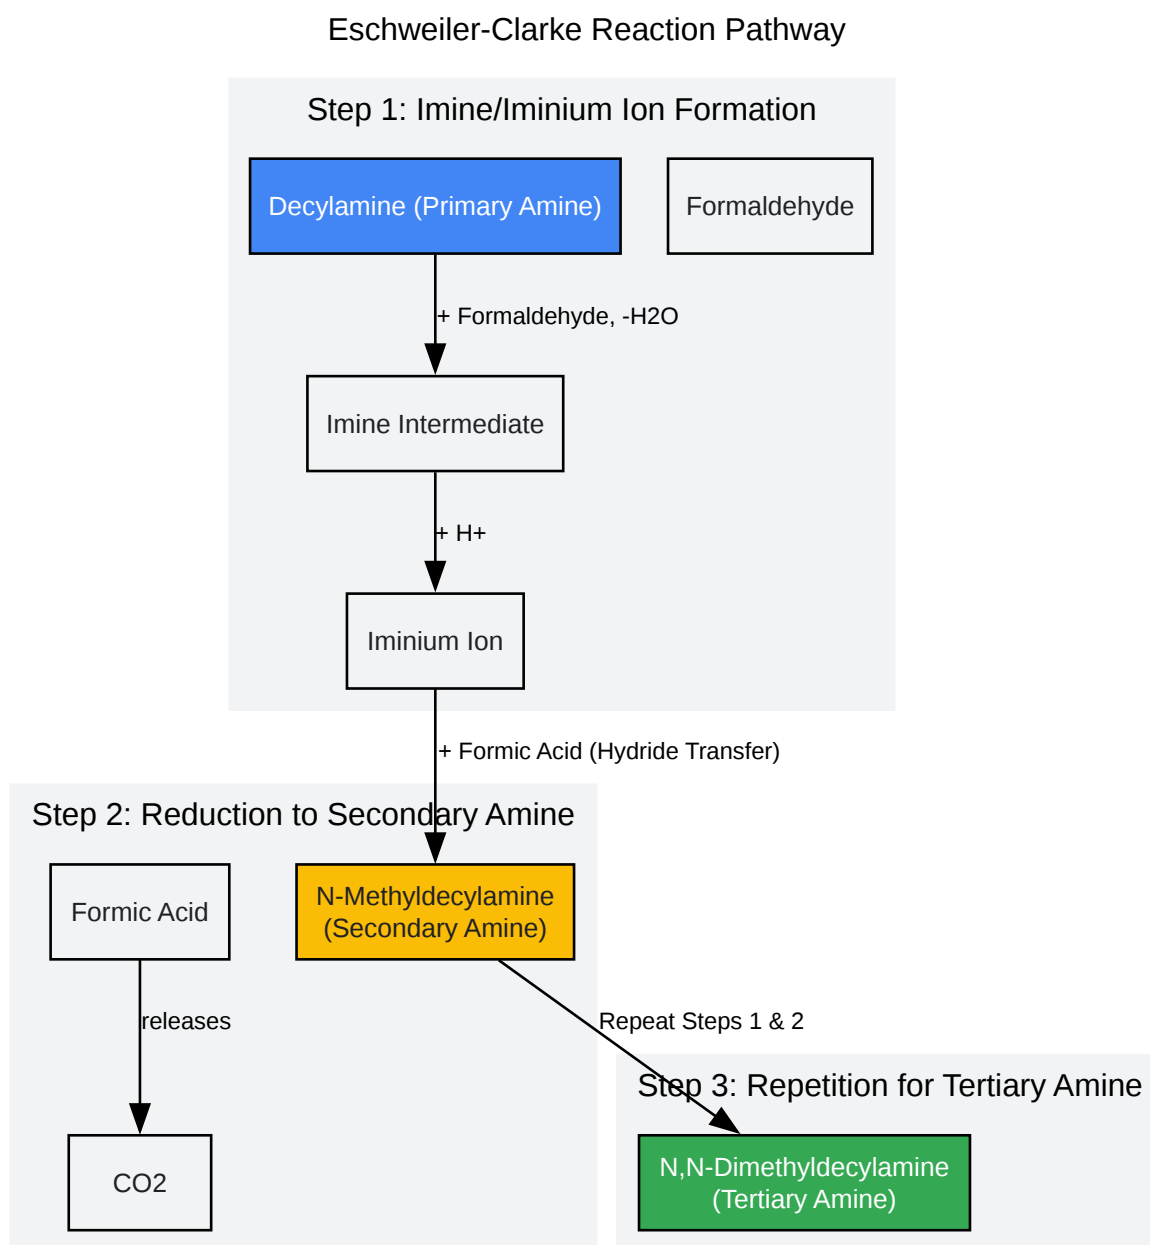 Eschweiler-Clarke Reaction Pathway
Step 1: Imine/Iminium Ion Formation
Decylamine (Primary Amine)
Formaldehyde
+ Formaldehyde, -H2O
Imine Intermediate
+ H+
Iminium Ion
+ Formic Acid (Hydride Transfer)
Step 2: Reduction to Secondary Amine
Formic Acid
N-Methyldecylamine
(Secondary Amine)
releases
Repeat Steps 1 & 2
Step 3: Repetition for Tertiary Amine
CO2
N,N-Dimethyldecylamine
(Tertiary Amine)